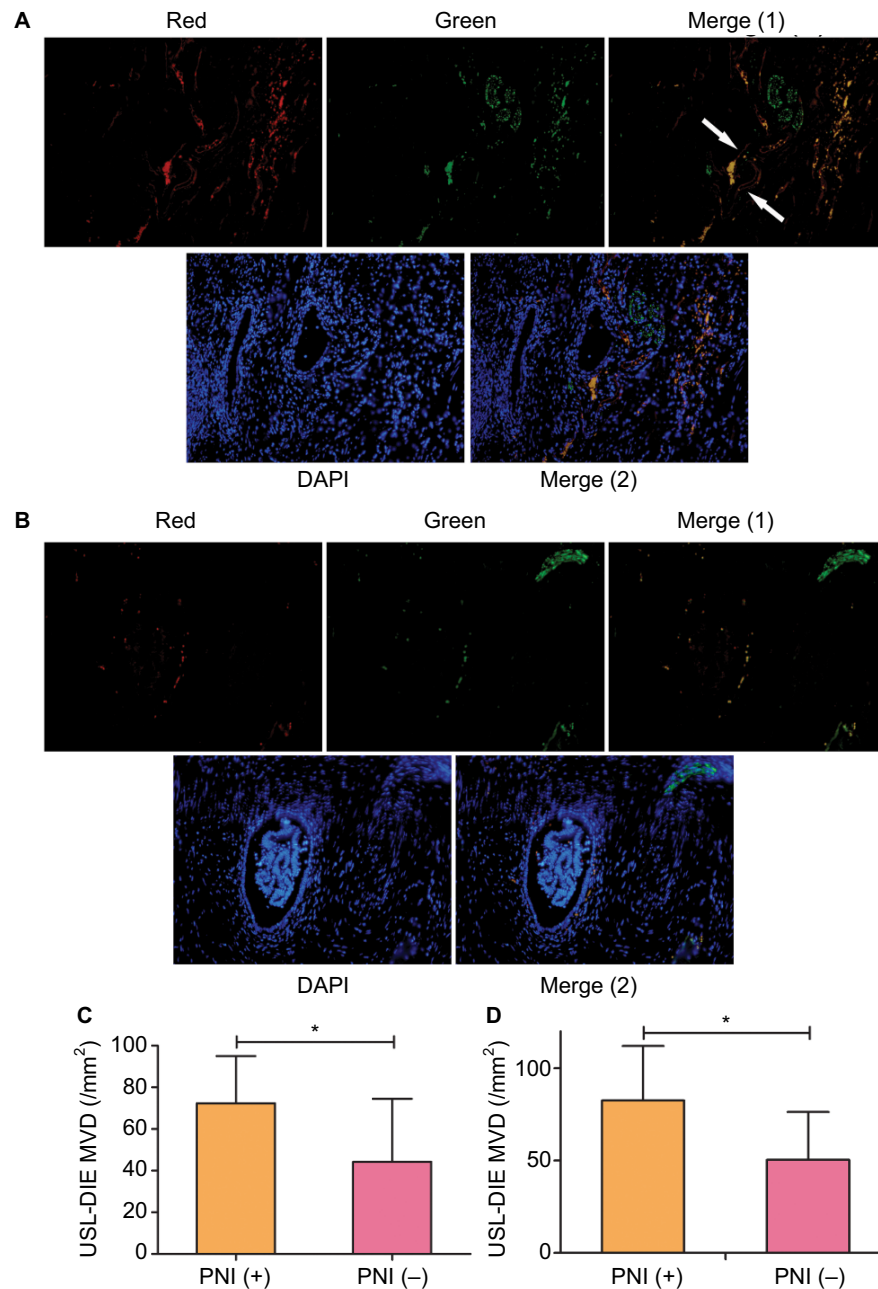 A
Red Green Merge (1)
DAPI Merge (2)
B
Red Green Merge (1)
DAPI Merge (2)
C
USL-DIE MVD (/mm²)
100
80
60
40
20
0
*
PNI (+) PNI (–)
D
USL-DIE MVD (/mm²)
100
50
0
*
PNI (+) PNI (–)